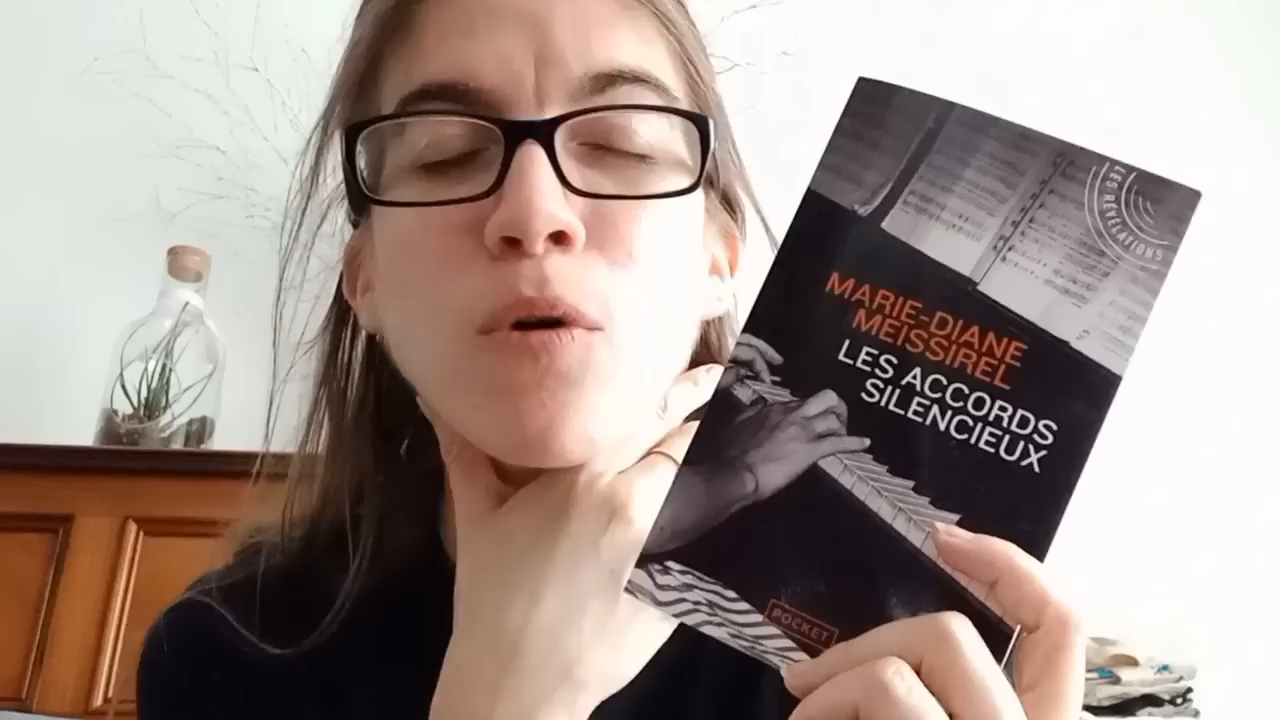 LES RÉVÉLATIONS
MARIE-DIANE
MEISSIREL
LES ACCORDS
SILENCIEUX
POCKET